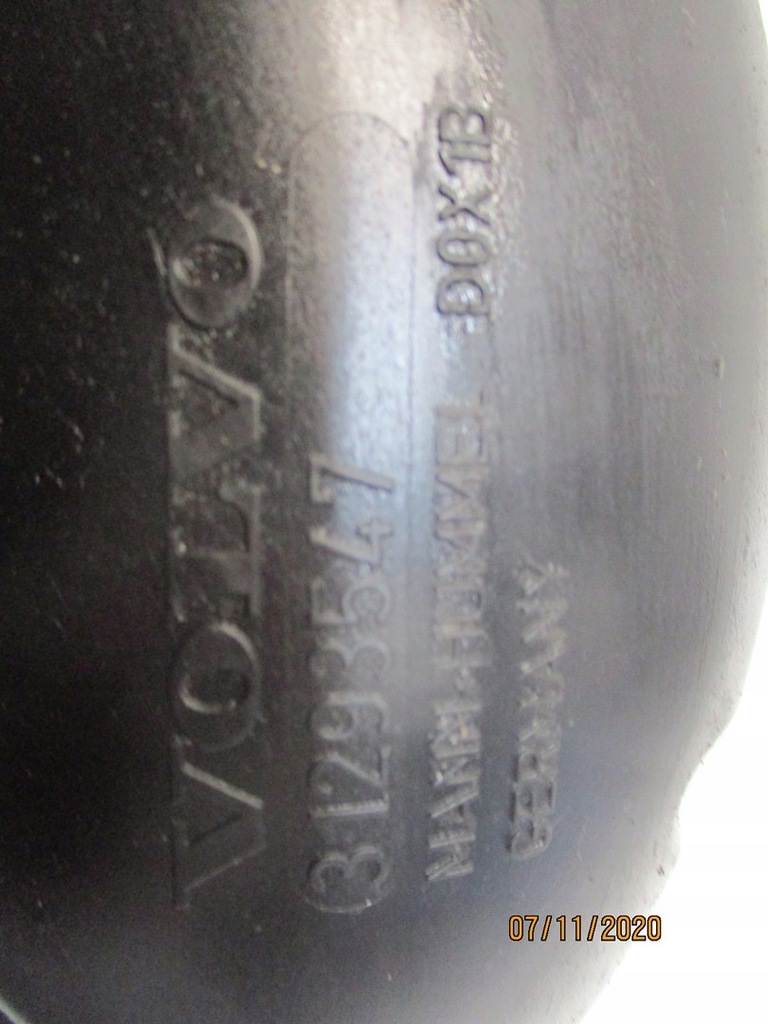 VOLVO
31293547
MANN+HUMMEL D0X1B
GERMANY
07/11/2020